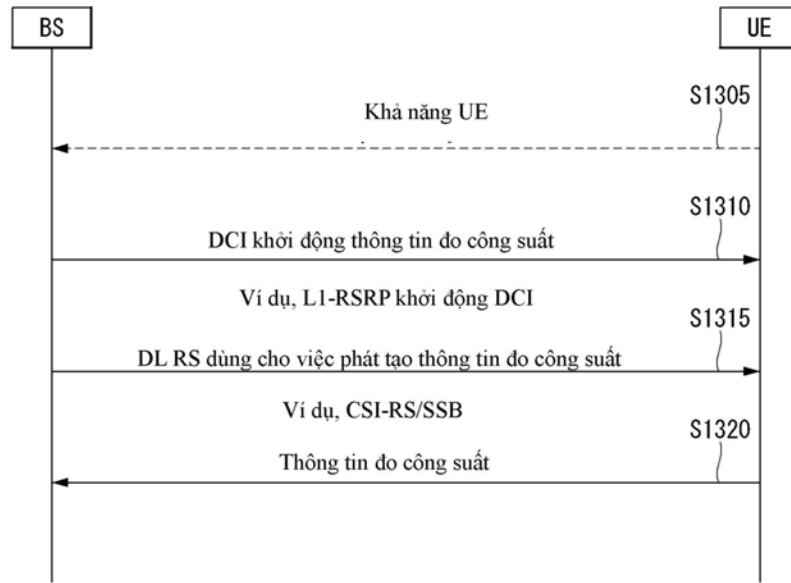 BS
UE
S1305
Khả năng UE
S1310
DCI khởi động thông tin đo công suất
Ví dụ, L1-RSRP khởi động DCI
S1315
DL RS dùng cho việc phát tạo thông tin đo công suất
Ví dụ, CSI-RS/SSB
S1320
Thông tin đo công suất